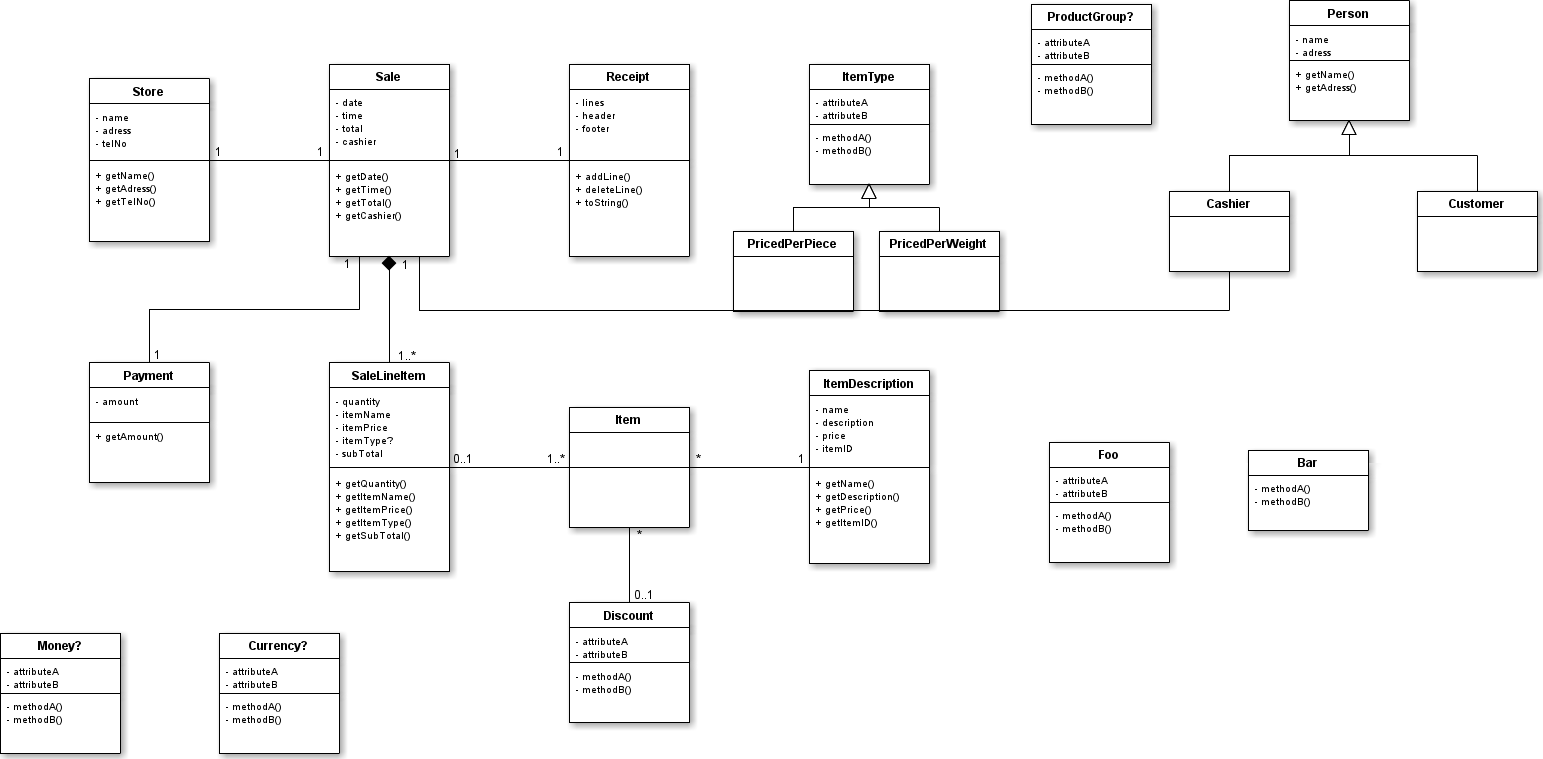 Store
- name
- adress
- telNo
+ getName()
+ getAdress()
+ getTelNo()
1
1
Sale
- date
- time
- total
- cashier
+ getDate()
+ getTime()
+ getTotal()
+ getCashier()
1
1
Receipt
- lines
- header
- footer
+ addLine()
+ deleteLine()
+ toString()
ItemType
- attributeA
- attributeB
- methodA()
- methodB()
PricedPerPiece
PricedPerWeight
ProductGroup?
- attributeA
- attributeB
- methodA()
- methodB()
Person
- name
- adress
+ getName()
+ getAdress()
Cashier
Customer
1
1
1
1..*
Payment
- amount
+ getAmount()
SaleLineItem
- quantity
- itemName
- itemPrice
- itemType?
- subTotal
+ getQuantity()
+ getItemName()
+ getItemPrice()
+ getItemType()
+ getSubTotal()
0..1
1..*
Item
*
1
ItemDescription
- name
- description
- price
- itemID
+ getName()
+ getDescription()
+ getPrice()
+ getItemID()
*
0..1
Discount
- attributeA
- attributeB
- methodA()
- methodB()
Foo
- attributeA
- attributeB
- methodA()
- methodB()
Bar
- methodA()
- methodB()
Money?
- attributeA
- attributeB
- methodA()
- methodB()
Currency?
- attributeA
- attributeB
- methodA()
- methodB()